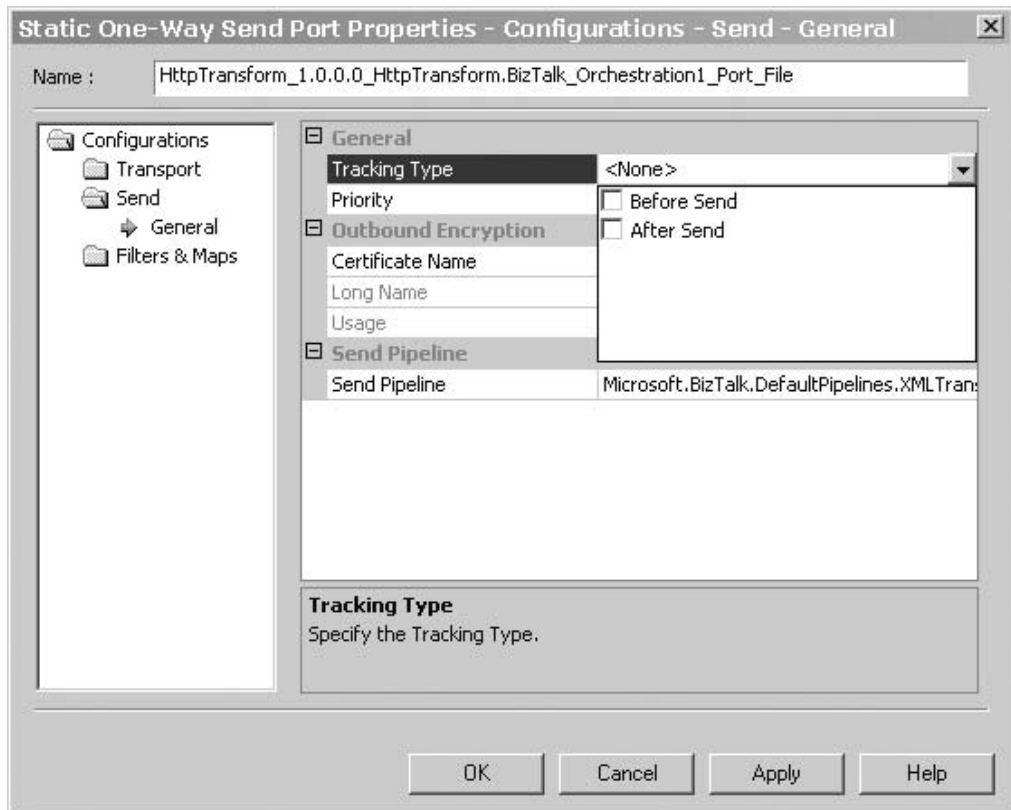 Static One-Way Send Port Properties - Configurations - Send - General
Name :
HttpTransform_1.0.0.0_HttpTransform.BizTalk_Orchestration1_Port_File
Configurations
Transport
Send
General
Filters & Maps
General
Tracking Type <None>
Priority
Before Send
After Send
Outbound Encryption
Certificate Name
Long Name
Usage
Send Pipeline
Send Pipeline Microsoft.BizTalk.DefaultPipelines.XMLTran
Tracking Type
Specify the Tracking Type.
OK Cancel Apply Help